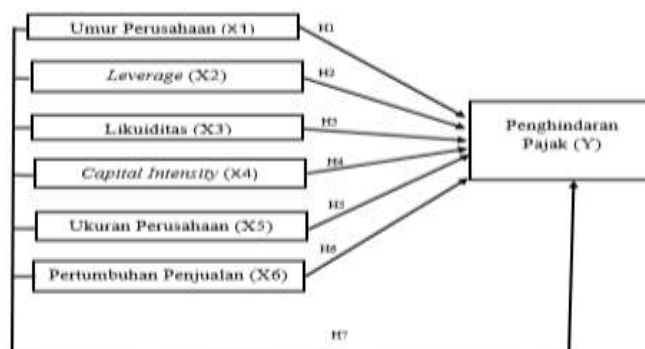 Umur Perusahaan (X1)
H1
Leverage (X2)
H2
Likuiditas (X3)
H3
Capital Intensity (X4)
H4
Ukuran Perusahaan (X5)
H5
Pertumbuhan Penjualan (X6)
H6
Penghindaran
Pajak (Y)
H7